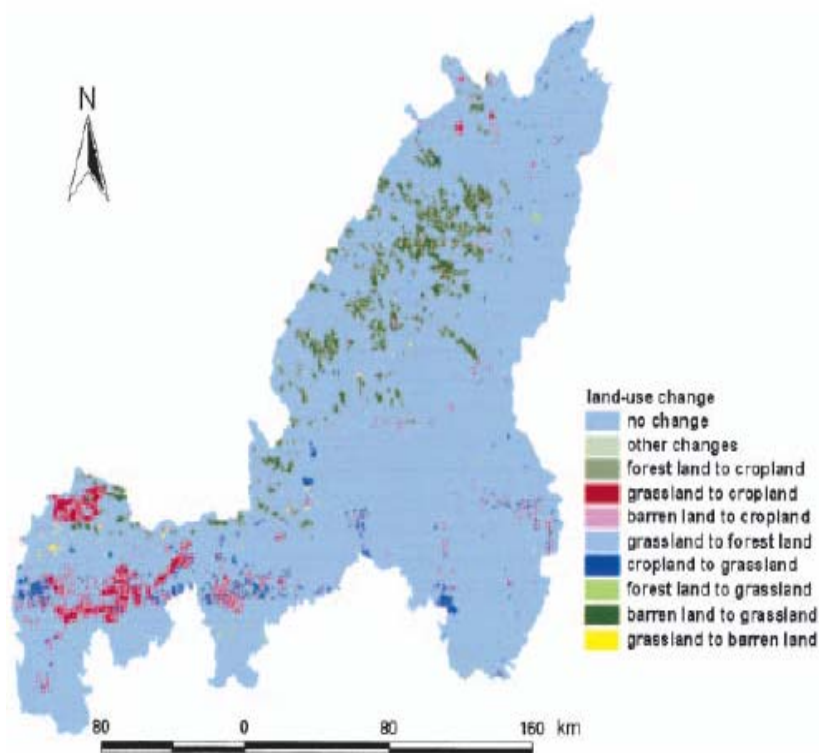 N
land-use change
no change
other changes
forest land to cropland
grassland to cropland
barren land to cropland
grassland to forest land
cropland to grassland
forest land to grassland
barren land to grassland
grassland to barren land
80 0 80 160 km